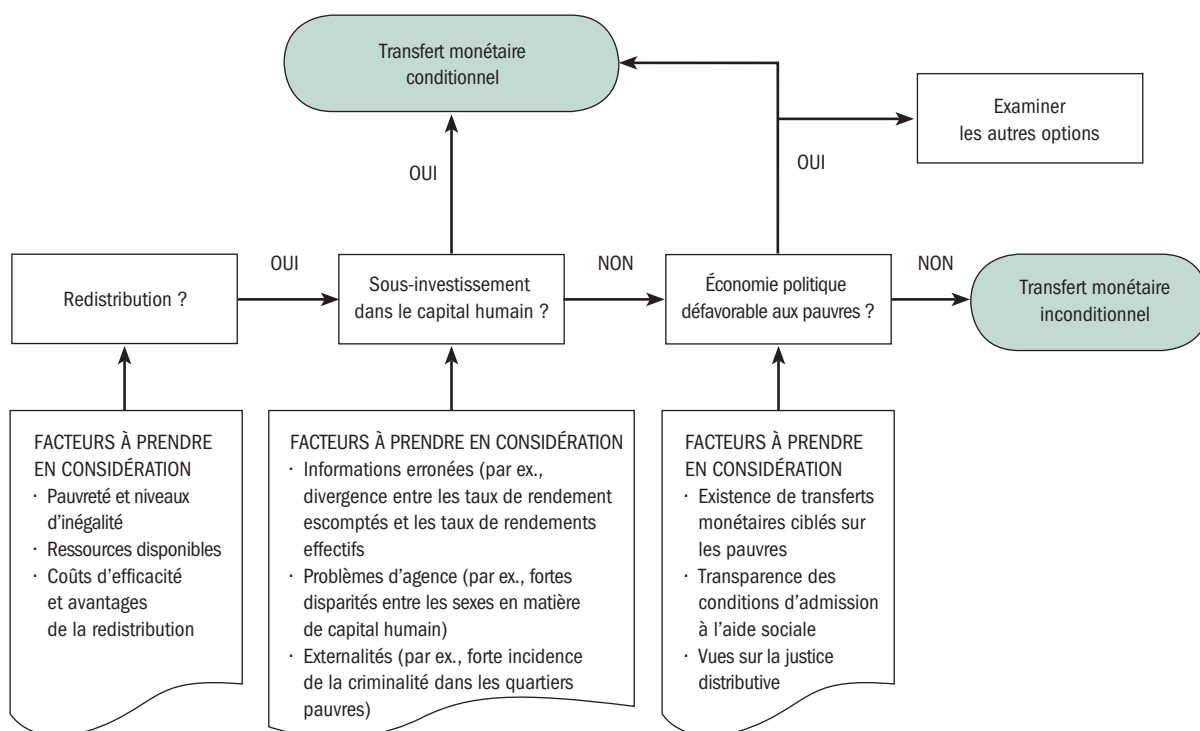 Transfert monétaire
conditionnel
Examiner
les autres options
OUI
OUI
Redistribution ?
OUI
Sous-investissement
dans le capital humain ?
NON
Économie politique
défavorable aux pauvres ?
NON
Transfert monétaire
inconditionnel
FACTEURS À PRENDRE
EN CONSIDÉRATION
· Pauvreté et niveaux
d’inégalité
· Ressources disponibles
· Coûts d’efficacité
et avantages
de la redistribution
FACTEURS À PRENDRE EN CONSIDÉRATION
· Informations erronées (par ex.,
divergence entre les taux de rendement
escomptés et les taux de rendements
effectifs
· Problèmes d’agence (par ex., fortes
disparités entre les sexes en matière
de capital humain)
· Externalités (par ex., forte incidence
de la criminalité dans les quartiers
pauvres)
FACTEURS À PRENDRE
EN CONSIDÉRATION
· Existence de transferts
monétaires ciblés sur
les pauvres
· Transparence des
conditions d’admission
à l’aide sociale
· Vues sur la justice
distributive